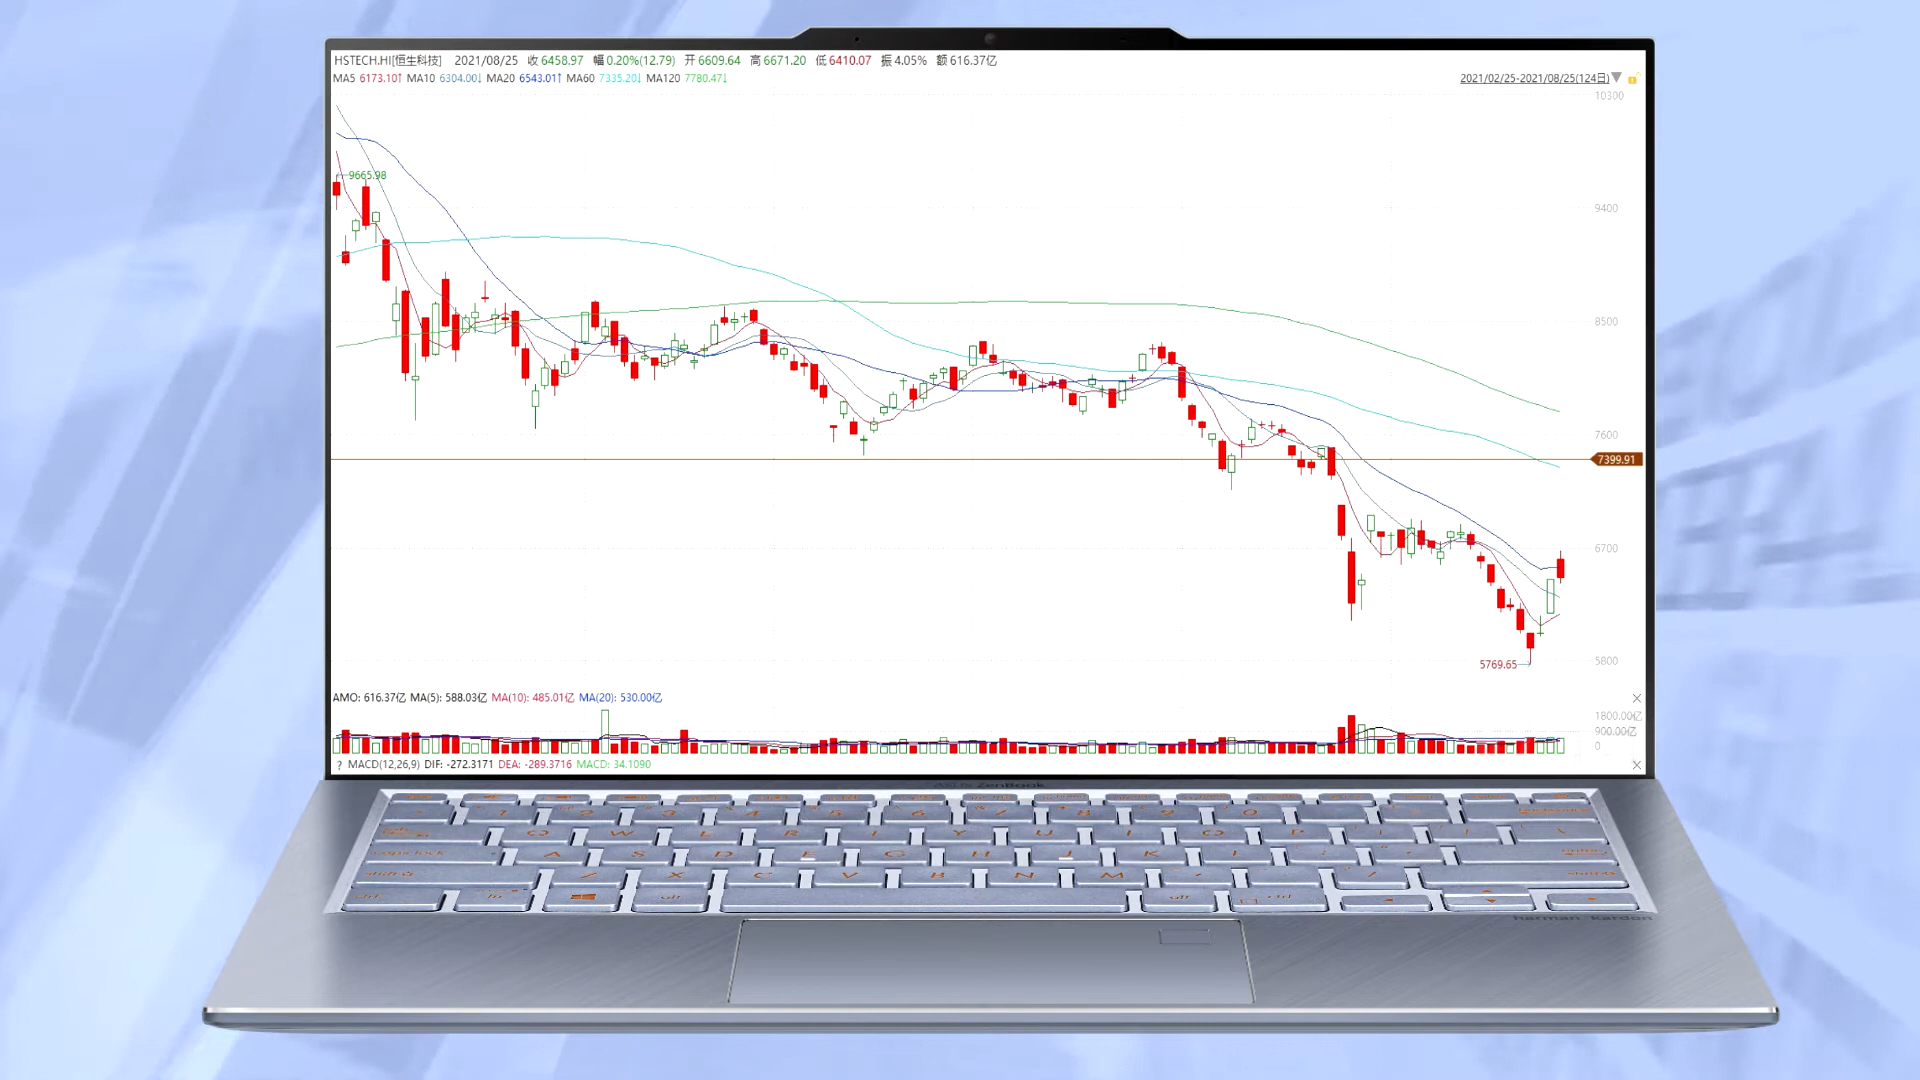 HSTECH.HI[恒生科技] 2021/08/25 收 6458.97 幅 0.20%(12.79) 开 6609.64 高 6671.20 低 6410.07 振 4.05% 额 616.37亿
MA5 6173.10↑ MA10 6304.00↓ MA20 6543.01↑ MA60 7335.20↓ MA120 7780.47↓
2021/02/25-2021/08/25(124日)
10300
9665.98
9400
8500
7600
7399.91
6700
5800
5769.65
AMO: 616.37亿 MA(5): 588.03亿 MA(10): 485.01亿 MA(20): 530.00亿
1800.00亿
900.00亿
0
? MACD(12,26,9) DIF: -272.3171 DEA: -289.3716 MACD: 34.1090
ASUS ZenBook
harman kardon